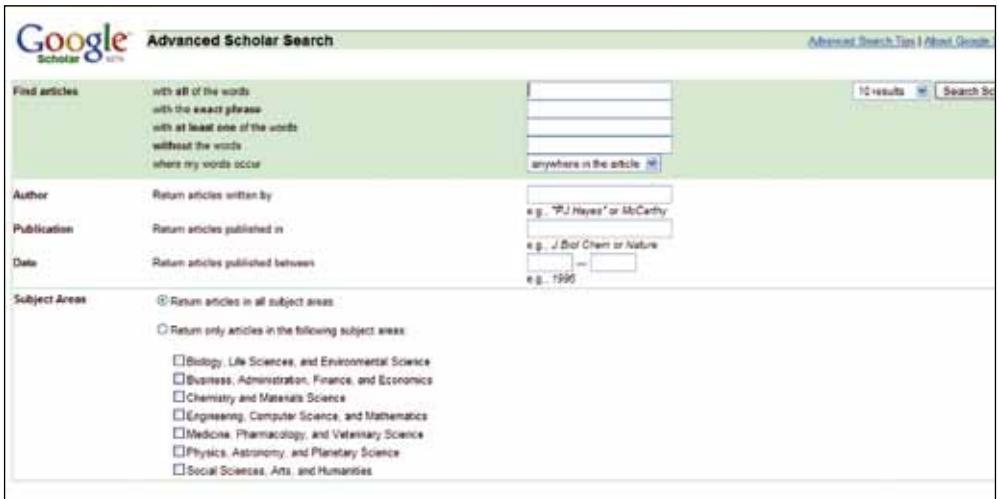 Google Scholar BETA
Advanced Scholar Search
Advanced Search Tips | About Google
Find articles
with all of the words
10 results
Search Sc
with the exact phrase
with at least one of the words
without the words
where my words occur
anywhere in the article
Author
Return articles written by
e.g., "PJ Hayes" or McCarthy
Publication
Return articles published in
e.g., J Biol Chem or Nature
Date
Return articles published between
—
e.g., 1996
Subject Areas
Return articles in all subject areas.
Return only articles in the following subject areas:
Biology, Life Sciences, and Environmental Science
Business, Administration, Finance, and Economics
Chemistry and Materials Science
Engineering, Computer Science, and Mathematics
Medicine, Pharmacology, and Veterinary Science
Physics, Astronomy, and Planetary Science
Social Sciences, Arts, and Humanities